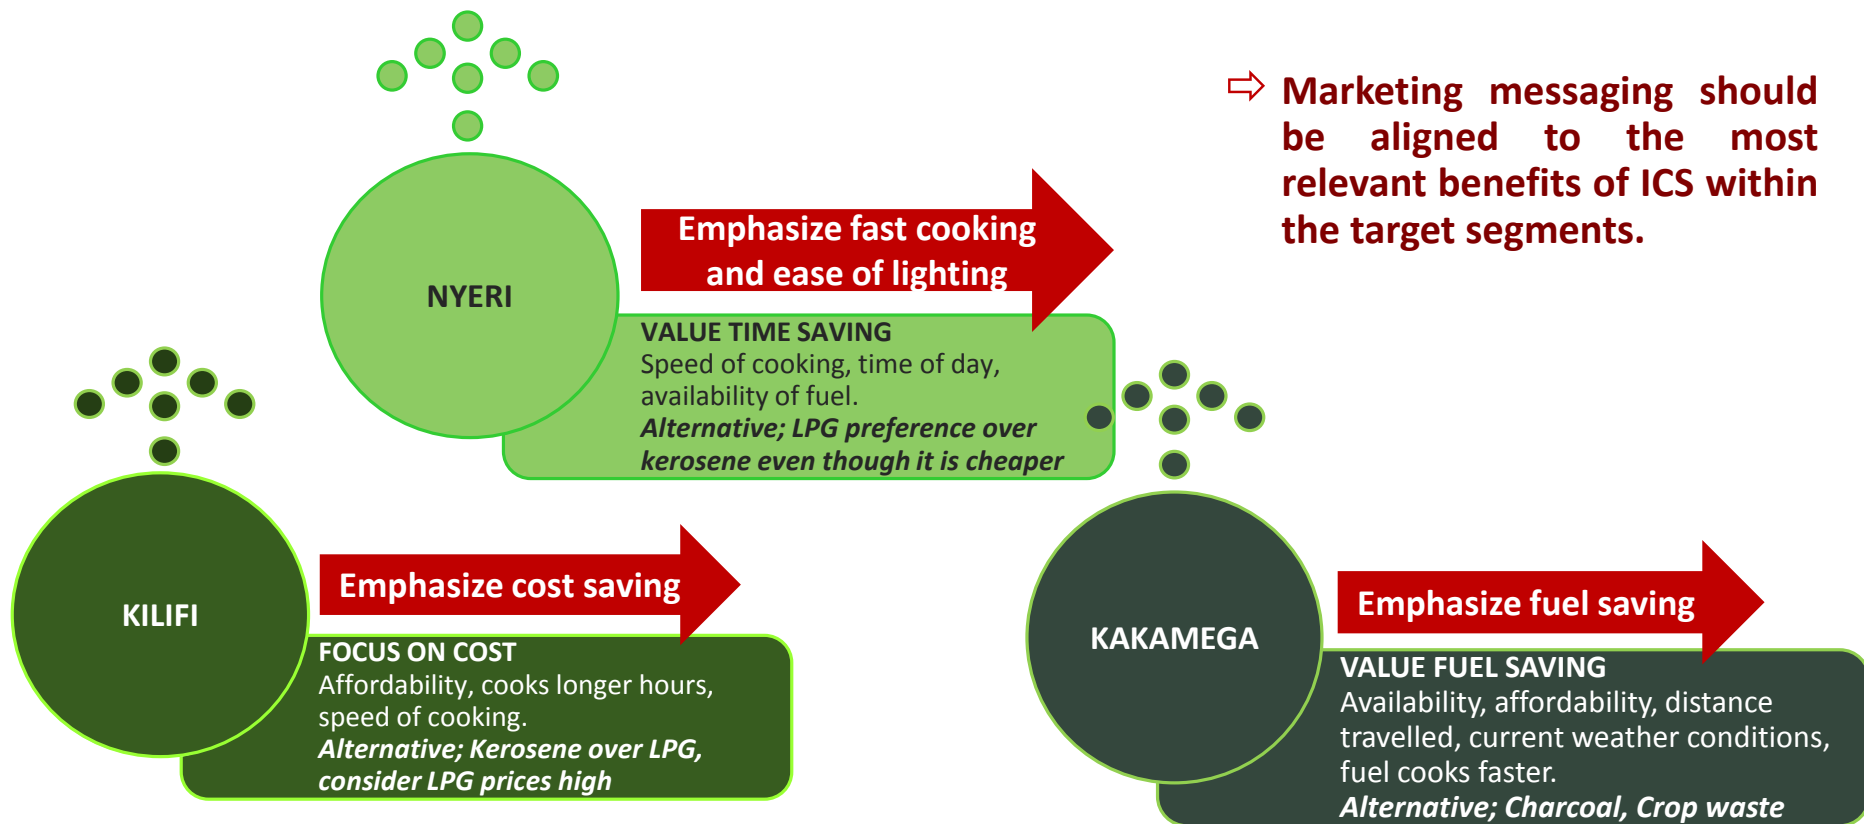 ⇨ Marketing messaging should
be aligned to the most
relevant benefits of ICS within
the target segments.
NYERI
Emphasize fast cooking
and ease of lighting
VALUE TIME SAVING
Speed of cooking, time of day,
availability of fuel.
Alternative; LPG preference over
kerosene even though it is cheaper
KILIFI
Emphasize cost saving
FOCUS ON COST
Affordability, cooks longer hours,
speed of cooking.
Alternative; Kerosene over LPG,
consider LPG prices high
KAKAMEGA
Emphasize fuel saving
VALUE FUEL SAVING
Availability, affordability, distance
travelled, current weather conditions,
fuel cooks faster.
Alternative; Charcoal, Crop waste